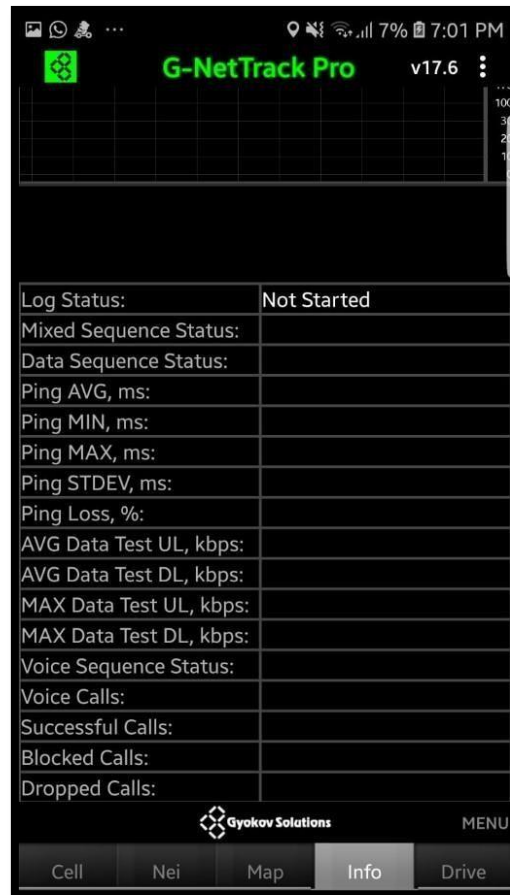 ... 7% 7:01 PM
G-NetTrack Pro v17.6
100
Log Status: Not Started
Mixed Sequence Status:
Data Sequence Status:
Ping AVG, ms:
Ping MIN, ms:
Ping MAX, ms:
Ping STDEV, ms:
Ping Loss, %:
AVG Data Test UL, kbps:
AVG Data Test DL, kbps:
MAX Data Test UL, kbps:
MAX Data Test DL, kbps:
Voice Sequence Status:
Voice Calls:
Successful Calls:
Blocked Calls:
Dropped Calls:
Gyokov Solutions MENU
Cell Nei Map Info Drive